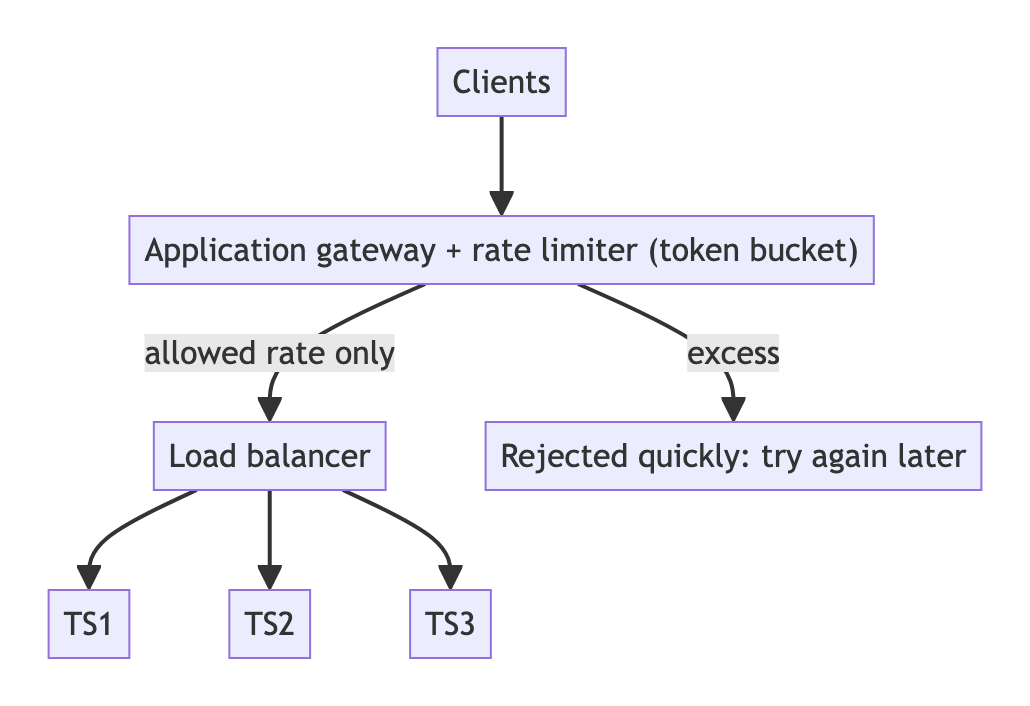 Clients
Application gateway + rate limiter (token bucket)
allowed rate only
excess
Load balancer
Rejected quickly: try again later
TS1
TS2
TS3